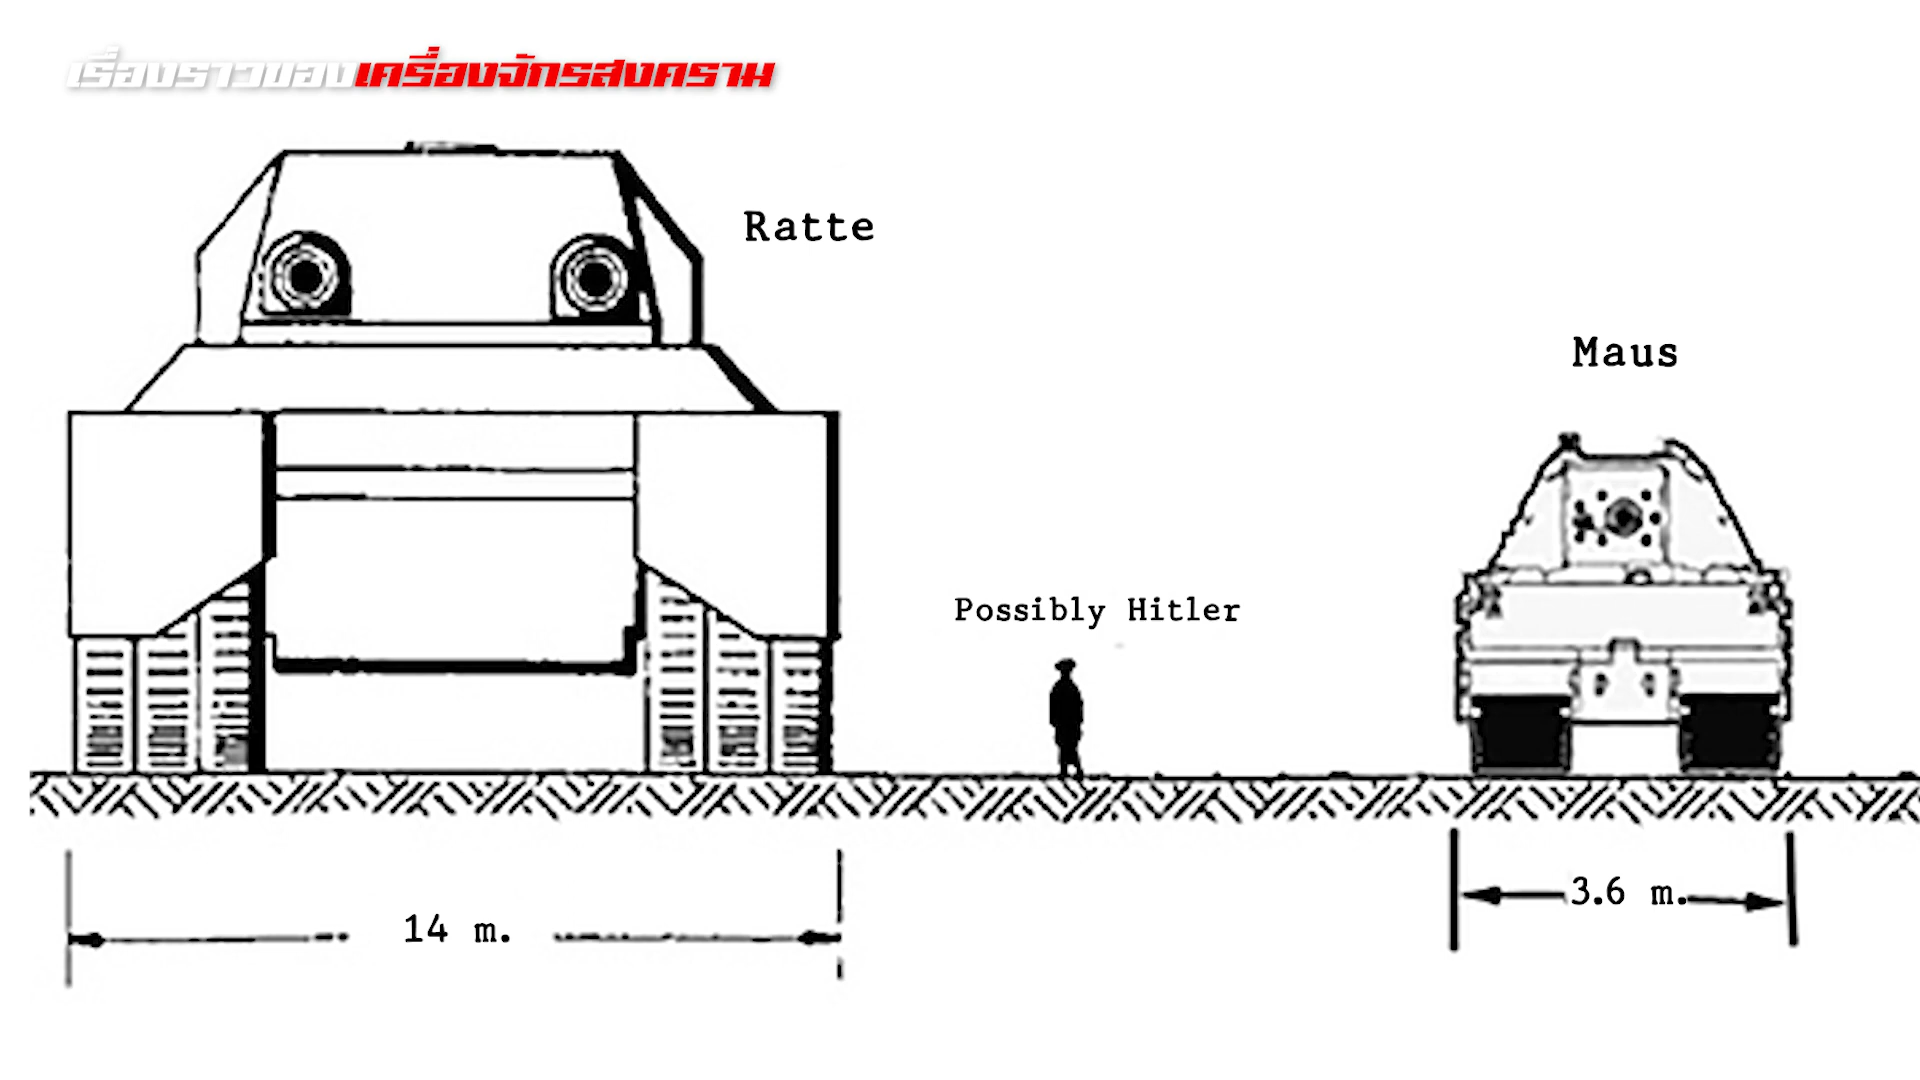 เรื่องราวของเครื่องจักรสงคราม
Ratte
Maus
Possibly Hitler
3.6 m.
14 m.